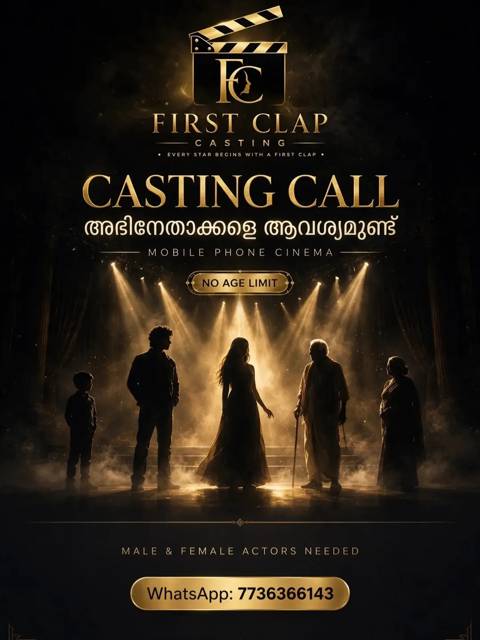 FC
FIRST CLAP
CASTING
• EVERY STAR BEGINS WITH A FIRST CLAP •
CASTING CALL
അഭിനേതാക്കളെ ആവശ്യമുണ്ട്
MOBILE PHONE CINEMA
NO AGE LIMIT
MALE & FEMALE ACTORS NEEDED
WhatsApp: 7736366143